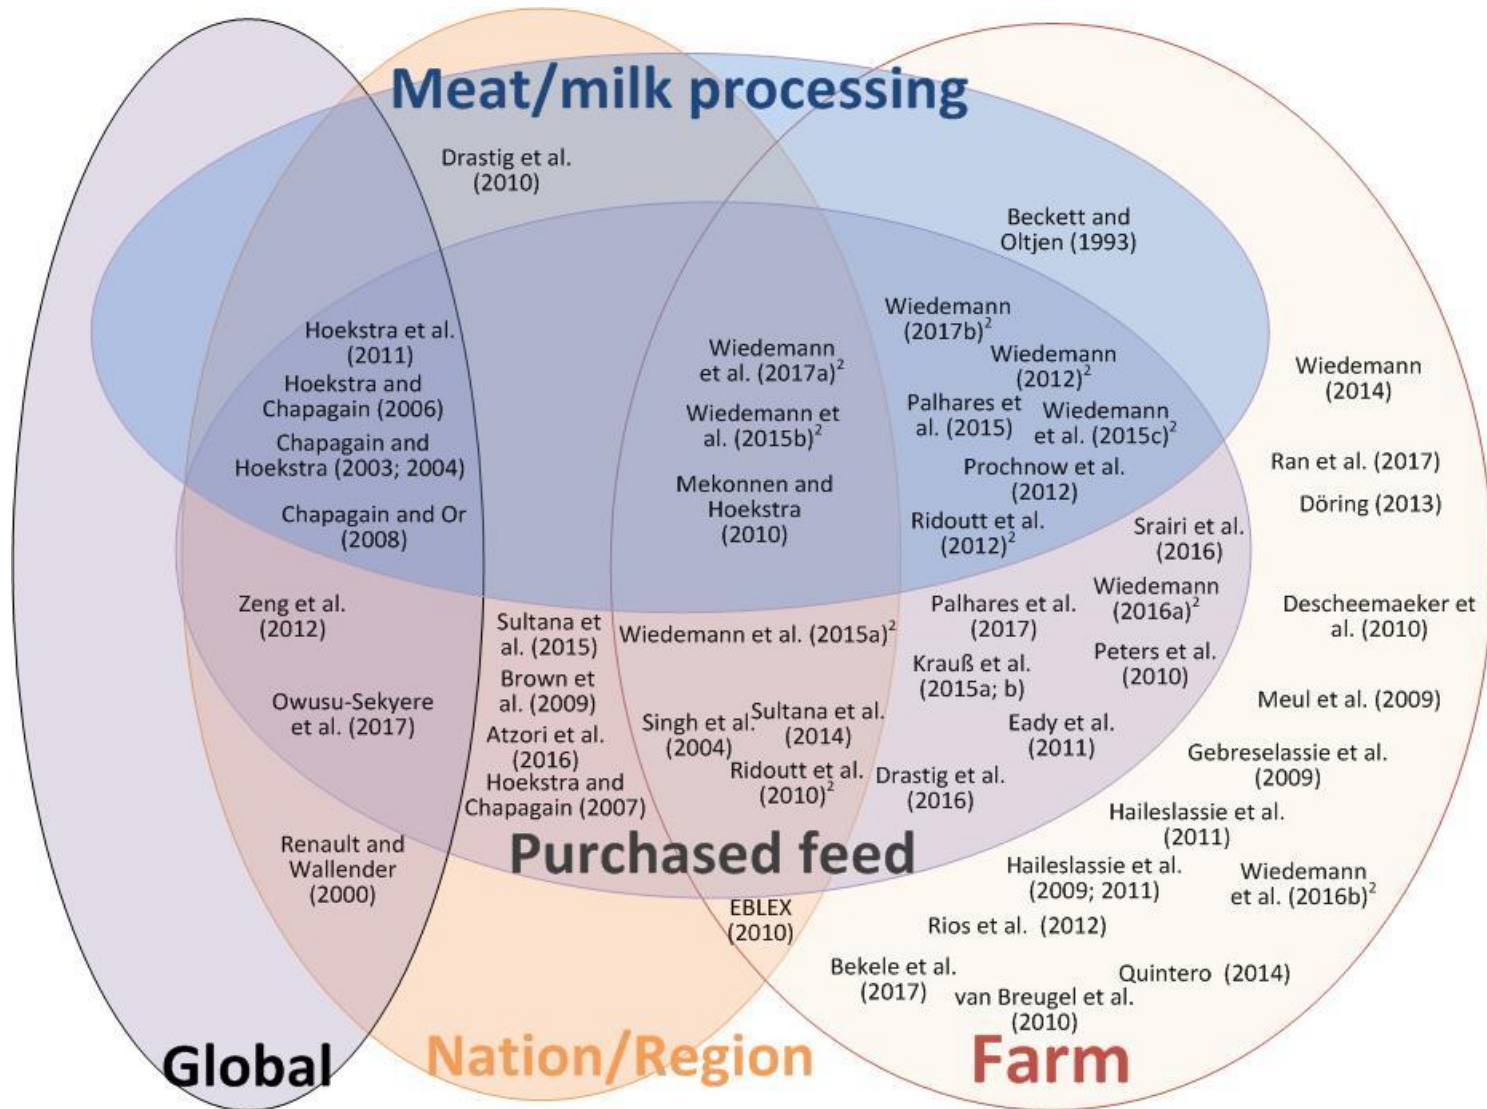 Meat/milk processing
Drastig et al.
(2010)
Beckett and
Oltjen (1993)
Hoekstra et al.
(2011)
Hoekstra and
Chapagain (2006)
Chapagain and
Hoekstra (2003; 2004)
Chapagain and Or
(2008)
Wiedemann
et al. (2017a)²
Wiedemann et
al. (2015b)²
Mekonnen and
Hoekstra
(2010)
Wiedemann
(2017b)²
Wiedemann
(2012)²
Palhares et
al. (2015)
Wiedemann
et al. (2015c)²
Prochnow et al.
(2012)
Ridoutt et al.
(2012)²
Srairi et al.
(2016)
Wiedemann
(2014)
Ran et al. (2017)
Döring (2013)
Zeng et al.
(2012)
Owusu-Sekyere
et al. (2017)
Renault and
Wallender
(2000)
Sultana et
al. (2015)
Brown et
al. (2009)
Atzori et al.
(2016)
Hoekstra and
Chapagain (2007)
Wiedemann et al. (2015a)²
Singh et al.
(2004)
Sultana et al.
(2014)
Ridoutt et al.
(2010)²
Palhares et al.
(2017)
Wiedemann
(2016a)²
Krauß et al.
(2015a; b)
Peters et al.
(2010)
Eady et al.
(2011)
Drastig et al.
(2016)
Descheemaeker et
al. (2010)
Meul et al. (2009)
Gebreselassie et al.
(2009)
Haileslassie et al.
(2011)
Haileslassie et al.
(2009; 2011)
Wiedemann
et al. (2016b)²
Rios et al. (2012)
Purchased feed
EBLEX
(2010)
Bekele et al.
(2017)
van Breugel et al.
(2010)
Quintero (2014)
Global
Nation/Region
Farm